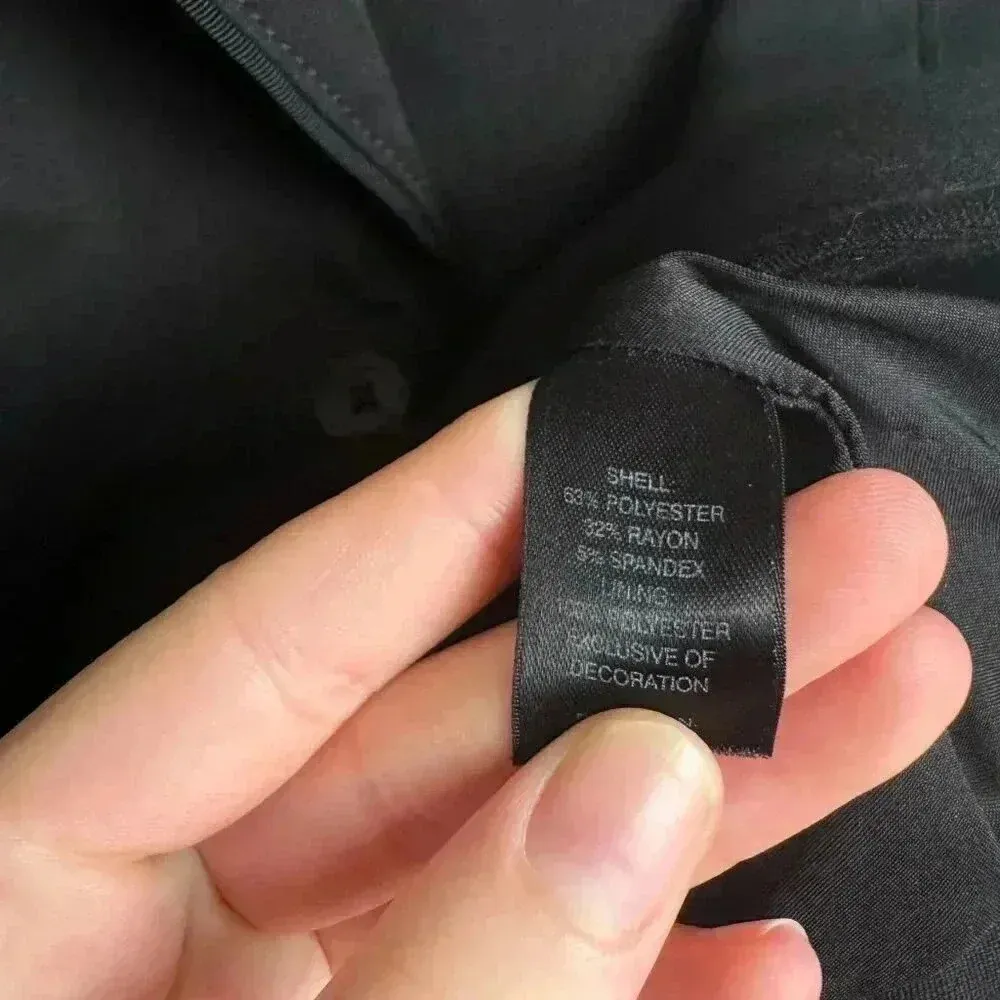 SHELL:
63% POLYESTER
32% RAYON
5% SPANDEX
LINING:
100% POLYESTER
EXCLUSIVE OF
DECORATION